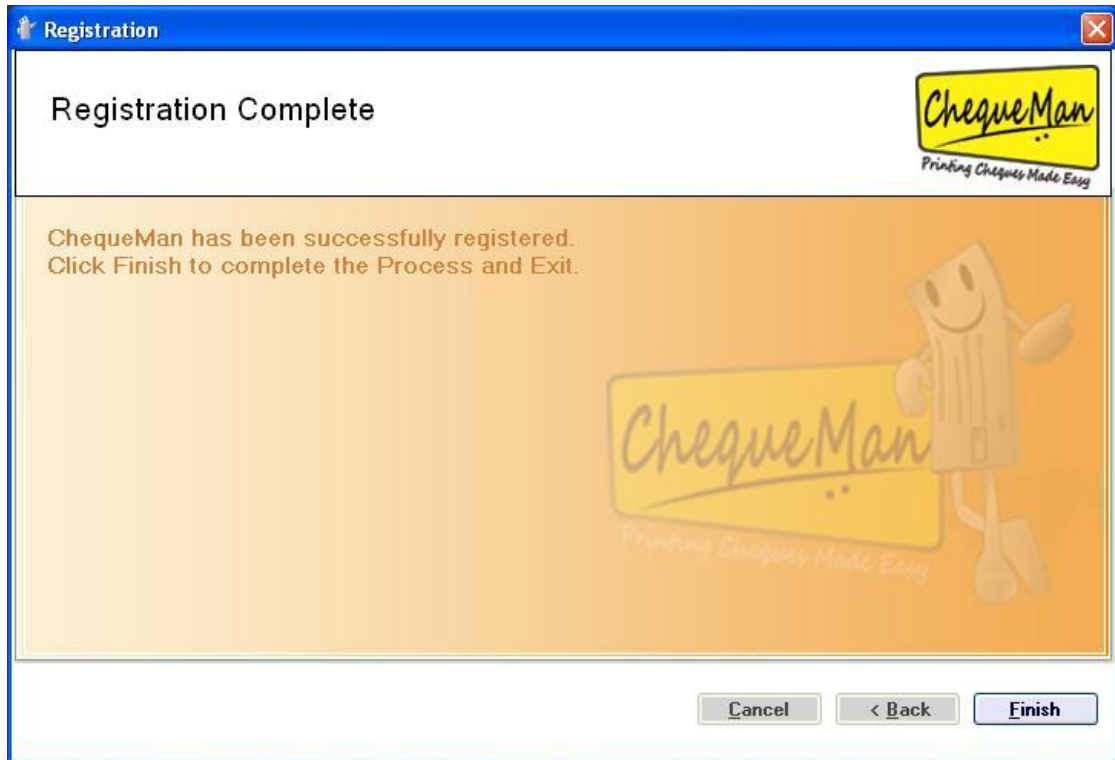 Registration
Registration Complete
ChequeMan
Printing Cheques Made Easy
ChequeMan has been successfully registered.
Click Finish to complete the Process and Exit.
ChequeMan
Printing Cheques Made Easy
Cancel
< Back
Finish